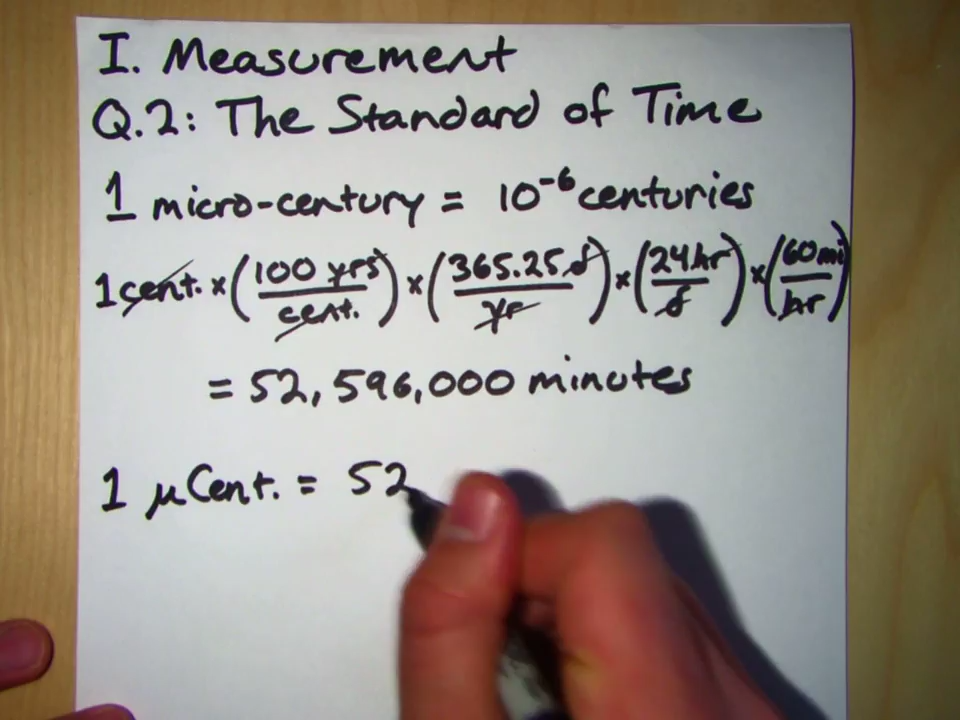 I. Measurement
Q.2: The Standard of Time
1 micro-century = 10⁻⁶ centuries
1 cent. × (100 yrs / cent.) × (365.25 d / yr) × (24 hr / d) × (60 mi / hr)
= 52,596,000 minutes
1 μCent. = 52